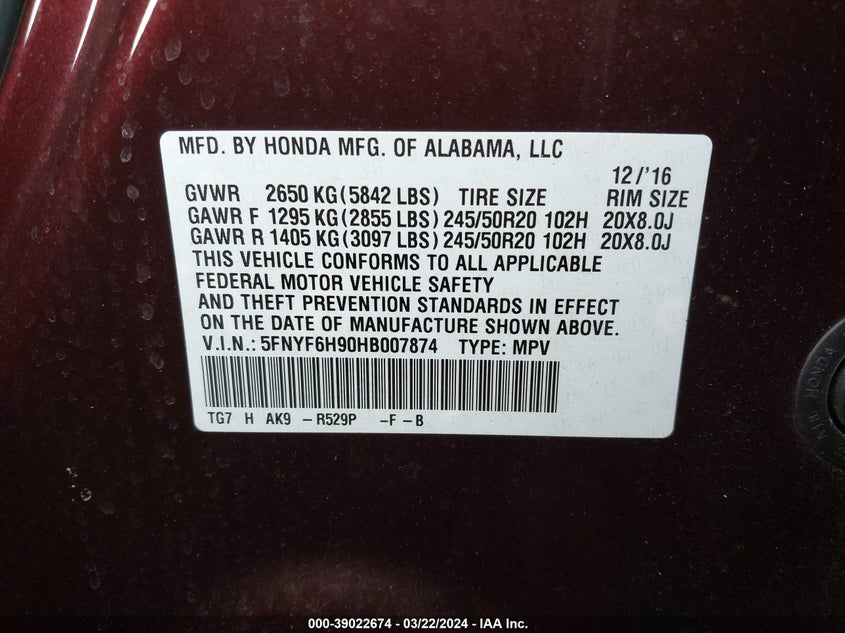 MFD. BY HONDA MFG. OF ALABAMA, LLC
12/'16
GVWR 2650 KG(5842 LBS) TIRE SIZE RIM SIZE
GAWR F 1295 KG(2855 LBS)245/50R20 102H 20X8.0J
GAWR R 1405 KG(3097 LBS)245/50R20 102H 20X8.0J
THIS VEHICLE CONFORMS TO ALL APPLICABLE
FEDERAL MOTOR VEHICLE SAFETY
AND THEFT PREVENTION STANDARDS IN EFFECT
ON THE DATE OF MANUFACTURE SHOWN ABOVE.
V.I.N.: 5FNYF6H90HB007874 TYPE: MPV
TG7 H AK9 -R529P -F-B
HONDA
000-39022674 - 03/22/2024 - IAA Inc.